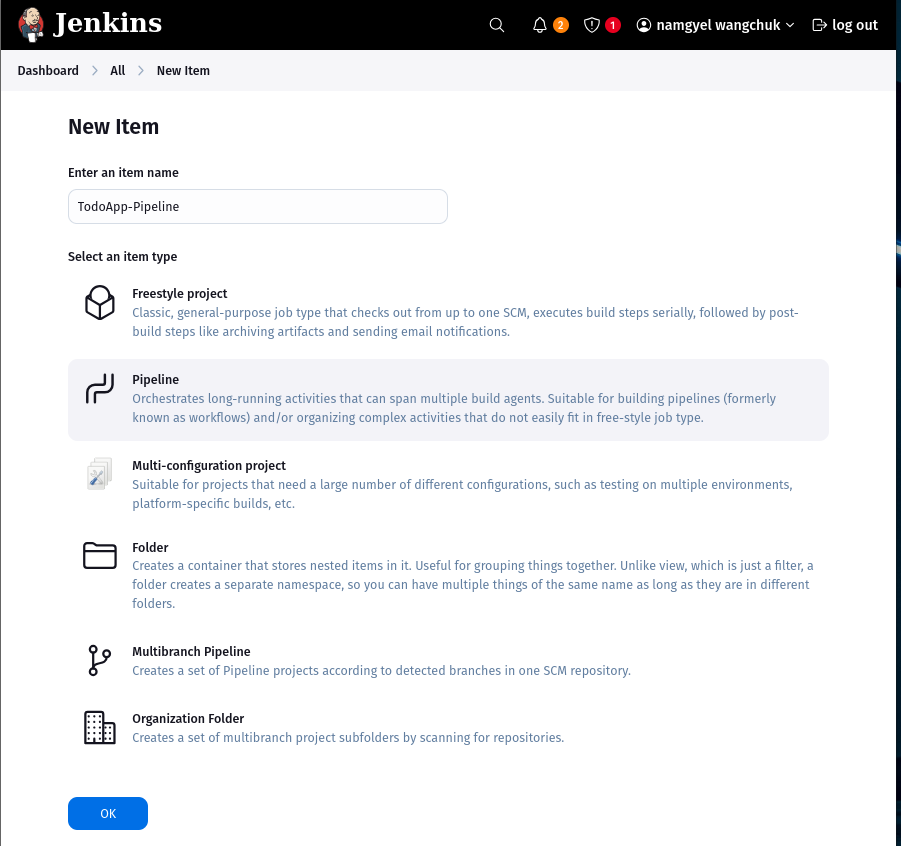 Jenkins
2
1
namgyel wangchuk
log out
Dashboard
All
New Item
New Item
Enter an item name
TodoApp-Pipeline
Select an item type
Freestyle project
Classic, general-purpose job type that checks out from up to one SCM, executes build steps serially, followed by post-
build steps like archiving artifacts and sending email notifications.
Pipeline
Orchestrates long-running activities that can span multiple build agents. Suitable for building pipelines (formerly
known as workflows) and/or organizing complex activities that do not easily fit in free-style job type.
Multi-configuration project
Suitable for projects that need a large number of different configurations, such as testing on multiple environments,
platform-specific builds, etc.
Folder
Creates a container that stores nested items in it. Useful for grouping things together. Unlike view, which is just a filter, a
folder creates a separate namespace, so you can have multiple things of the same name as long as they are in different
folders.
Multibranch Pipeline
Creates a set of Pipeline projects according to detected branches in one SCM repository.
Organization Folder
Creates a set of multibranch project subfolders by scanning for repositories.
OK